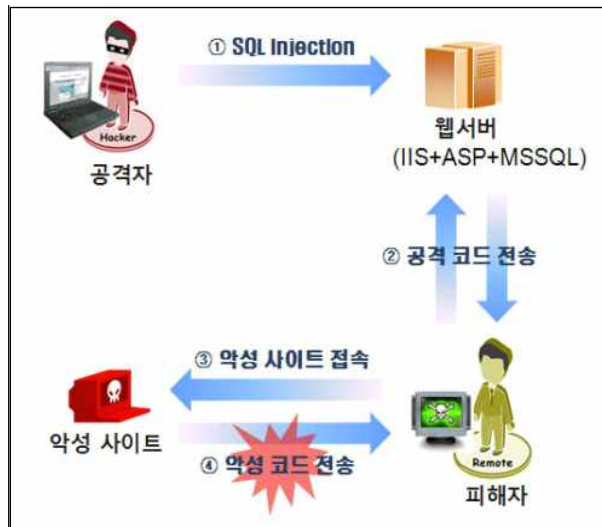 ① SQL Injection
Hacker
공격자
웹서버
(IIS+ASP+MSSQL)
② 공격 코드 전송
③ 악성 사이트 접속
악성 사이트
④ 악성 코드 전송
Remote
피해자